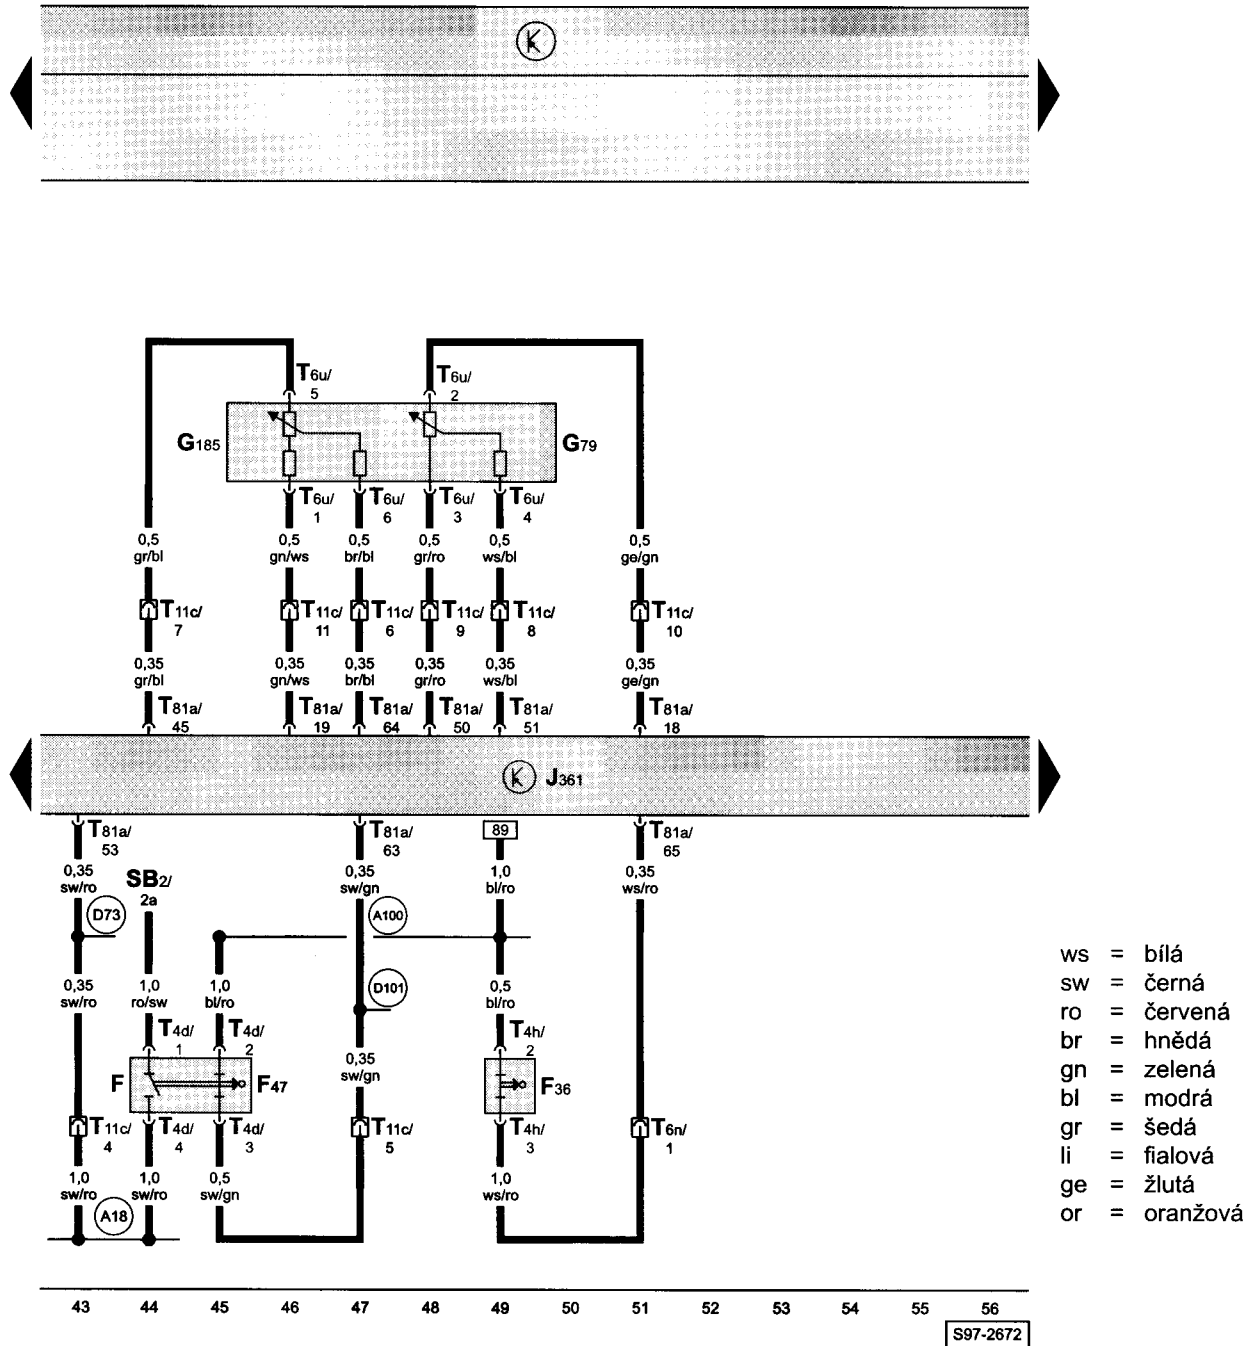 K
T6u/ T6u/
5 2
G185 G79
T6u/ T6u/ T6u/ T6u/
1 6 3 4
0,5 0,5 0,5 0,5 0,5 0,5
gr/bl gn/ws br/bl gr/ro ws/bl ge/gn
T11c/ T11c/ T11c/ T11c/ T11c/ T11c/
7 11 6 9 8 10
0,35 0,35 0,35 0,35 0,35 0,35
gr/bl gn/ws br/bl gr/ro ws/bl ge/gn
T81a/ T81a/ T81a/ T81a/ T81a/ T81a/
45 19 64 50 51 18
K J361
T81a/ T81a/ 89 T81a/
53 63 65
0,35 0,35 1,0 0,35
sw/ro SB2/ sw/gn bl/ro ws/ro
2a
D73 A100
0,35 1,0 1,0 D101 0,5
sw/ro ro/sw bl/ro bl/ro
T4d/ T4d/ T4h/
1 2 2
0,35
sw/gn
F F47 F36
T11c/ T4d/ T4d/ T11c/ T4h/ T6n/
4 4 3 5 3 1
1,0 1,0 0,5 1,0
sw/ro sw/ro sw/gn ws/ro
A18
ws = bílá
sw = černá
ro = červená
br = hnědá
gn = zelená
bl = modrá
gr = šedá
li = fialová
ge = žlutá
or = oranžová
43 44 45 46 47 48 49 50 51 52 53 54 55 56
S97-2672